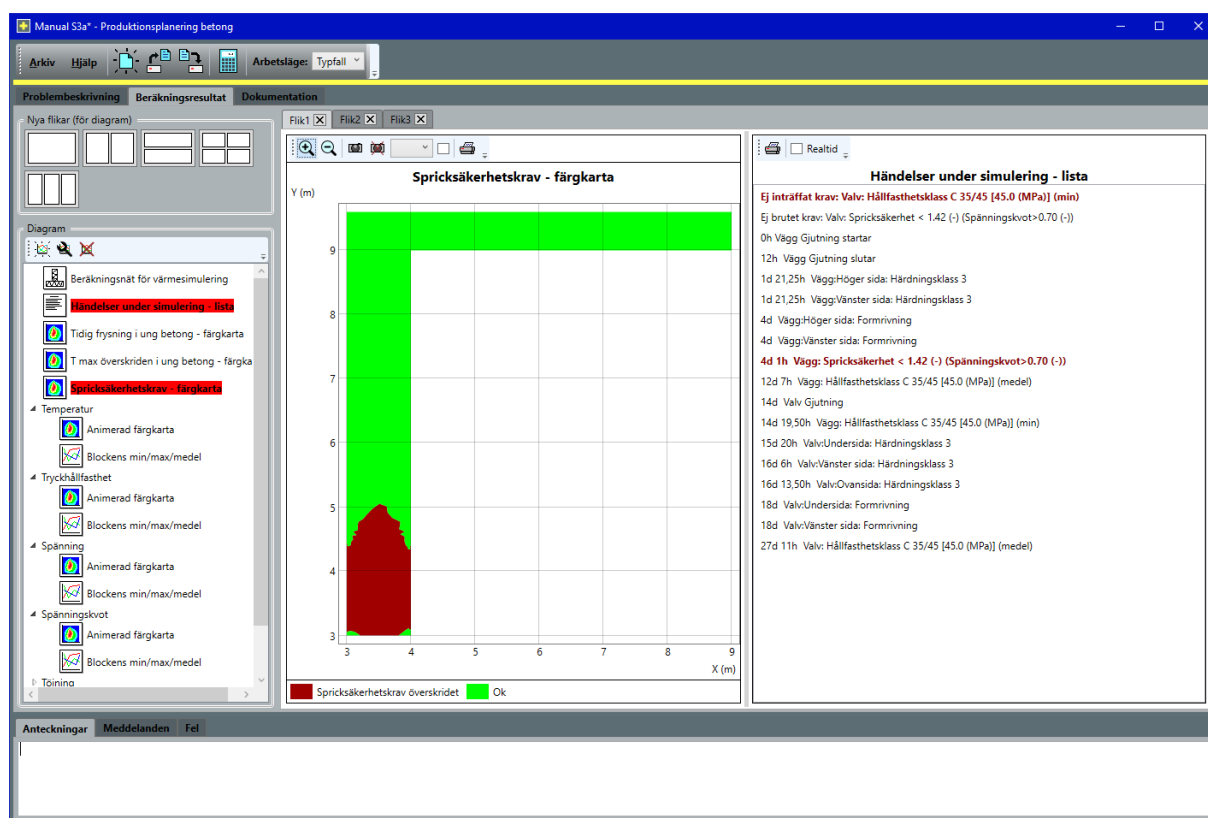 Manual S3a* - Produktionsplanering betong
Arkiv Hjälp Arbetsläge: Typfall
Problembeskrivning Beräkningsresultat Dokumentation
Nya flikar (för diagram)
Diagram
Beräkningsnät för värmesimulering
Händelser under simulering - lista
Tidig frysning i ung betong - färgkarta
T max överskriden i ung betong - färgka
Spricksäkerhetskrav - färgkarta
Temperatur
Animerad färgkarta
Blockens min/max/medel
Tryckhållfasthet
Animerad färgkarta
Blockens min/max/medel
Spänning
Animerad färgkarta
Blockens min/max/medel
Spänningskvot
Animerad färgkarta
Blockens min/max/medel
Töjning
Flik1 Flik2 Flik3
Spricksäkerhetskrav - färgkarta
Y (m)
9
8
7
6
5
4
3
3 4 5 6 7 8 9
X (m)
Spricksäkerhetskrav överskridet Ok
Realtid
Händelser under simulering - lista
Ej inträffat krav: Valv: Hållfasthetsklass C 35/45 [45.0 (MPa)] (min)
Ej brutet krav: Valv: Spricksäkerhet < 1.42 (-) (Spänningskvot>0.70 (-))
0h Vägg Gjutning startar
12h Vägg Gjutning slutar
1d 21,25h Vägg:Höger sida: Härdningsklass 3
1d 21,25h Vägg:Vänster sida: Härdningsklass 3
4d Vägg:Höger sida: Formrivning
4d Vägg:Vänster sida: Formrivning
4d 1h Vägg: Spricksäkerhet < 1.42 (-) (Spänningskvot>0.70 (-))
12d 7h Vägg: Hållfasthetsklass C 35/45 [45.0 (MPa)] (medel)
14d Valv Gjutning
14d 19,50h Vägg: Hållfasthetsklass C 35/45 [45.0 (MPa)] (min)
15d 20h Valv:Undersida: Härdningsklass 3
16d 6h Valv:Vänster sida: Härdningsklass 3
16d 13,50h Valv:Ovansida: Härdningsklass 3
18d Valv:Undersida: Formrivning
18d Valv:Vänster sida: Formrivning
27d 11h Valv: Hållfasthetsklass C 35/45 [45.0 (MPa)] (medel)
Anteckningar Meddelanden Fel